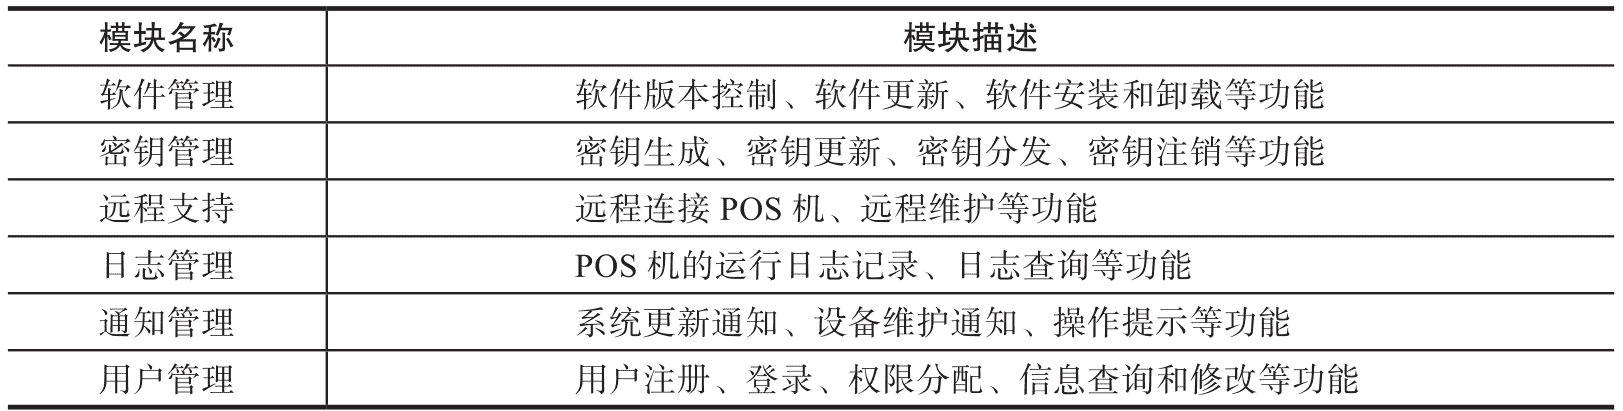 模块名称 模块描述
软件管理 软件版本控制、软件更新、软件安装和卸载等功能
密钥管理 密钥生成、密钥更新、密钥分发、密钥注销等功能
远程支持 远程连接 POS 机、远程维护等功能
日志管理 POS 机的运行日志记录、日志查询等功能
通知管理 系统更新通知、设备维护通知、操作提示等功能
用户管理 用户注册、登录、权限分配、信息查询和修改等功能